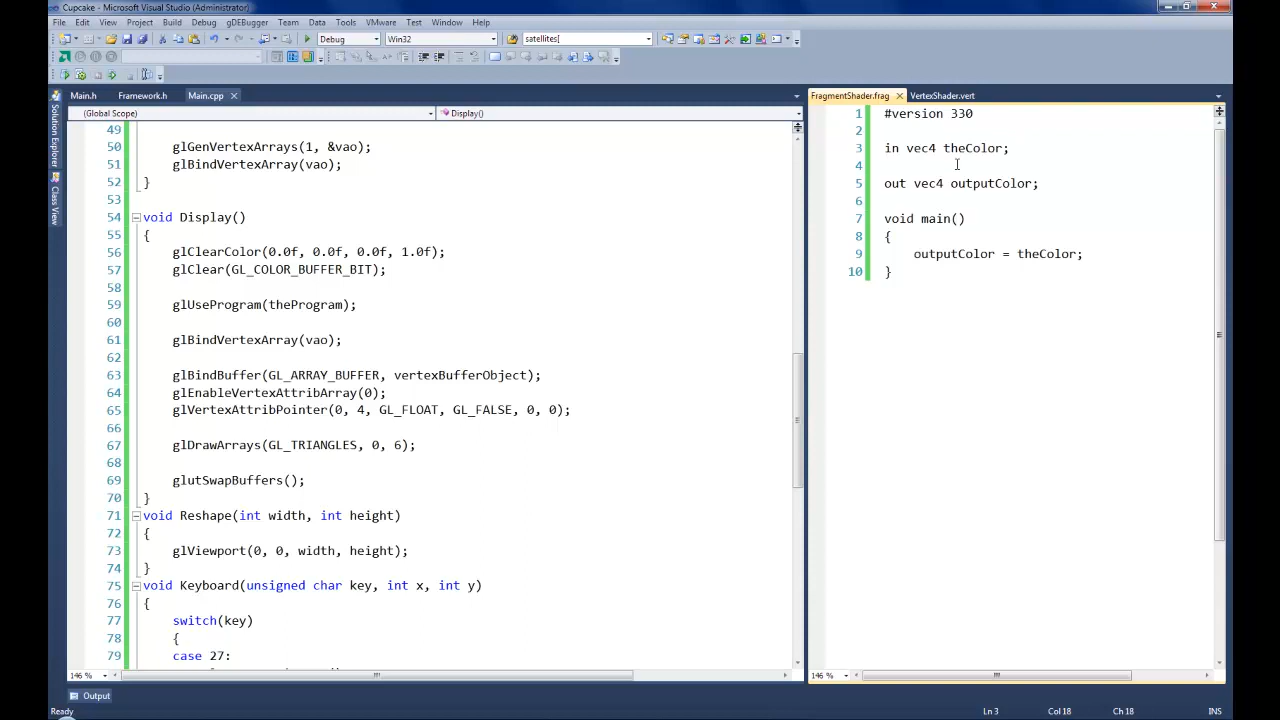 Cupcake - Microsoft Visual Studio (Administrator)
File Edit View Project Build Debug gDEBugger Team Data Tools VMware Test Window Help
Debug Win32 satellites[
Main.h Framework.h Main.cpp
(Global Scope) Display()
49
50 glGenVertexArrays(1, &vao);
51 glBindVertexArray(vao);
52 }
53
54 void Display()
55 {
56 glClearColor(0.0f, 0.0f, 0.0f, 1.0f);
57 glClear(GL_COLOR_BUFFER_BIT);
58
59 glUseProgram(theProgram);
60
61 glBindVertexArray(vao);
62
63 glBindBuffer(GL_ARRAY_BUFFER, vertexBufferObject);
64 glEnableVertexAttribArray(0);
65 glVertexAttribPointer(0, 4, GL_FLOAT, GL_FALSE, 0, 0);
66
67 glDrawArrays(GL_TRIANGLES, 0, 6);
68
69 glutSwapBuffers();
70 }
71 void Reshape(int width, int height)
72 {
73 glViewport(0, 0, width, height);
74 }
75 void Keyboard(unsigned char key, int x, int y)
76 {
77 switch(key)
78 {
79 case 27:
146 %
FragmentShader.frag VertexShader.vert
1 #version 330
2
3 in vec4 theColor;
4
5 out vec4 outputColor;
6
7 void main()
8 {
9 outputColor = theColor;
10 }
146 %
Solution Explorer
Class View
Output
Ready Ln 3 Col 18 Ch 18 INS